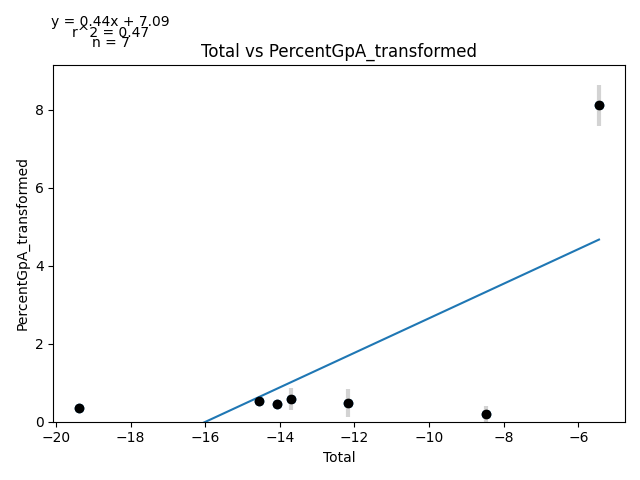 y = 0.44x + 7.09
r^2 = 0.47
n = 7
Total vs PercentGpA_transformed
PercentGpA_transformed
8
6
4
2
0
−20
−18
−16
−14
−12
−10
−8
−6
Total